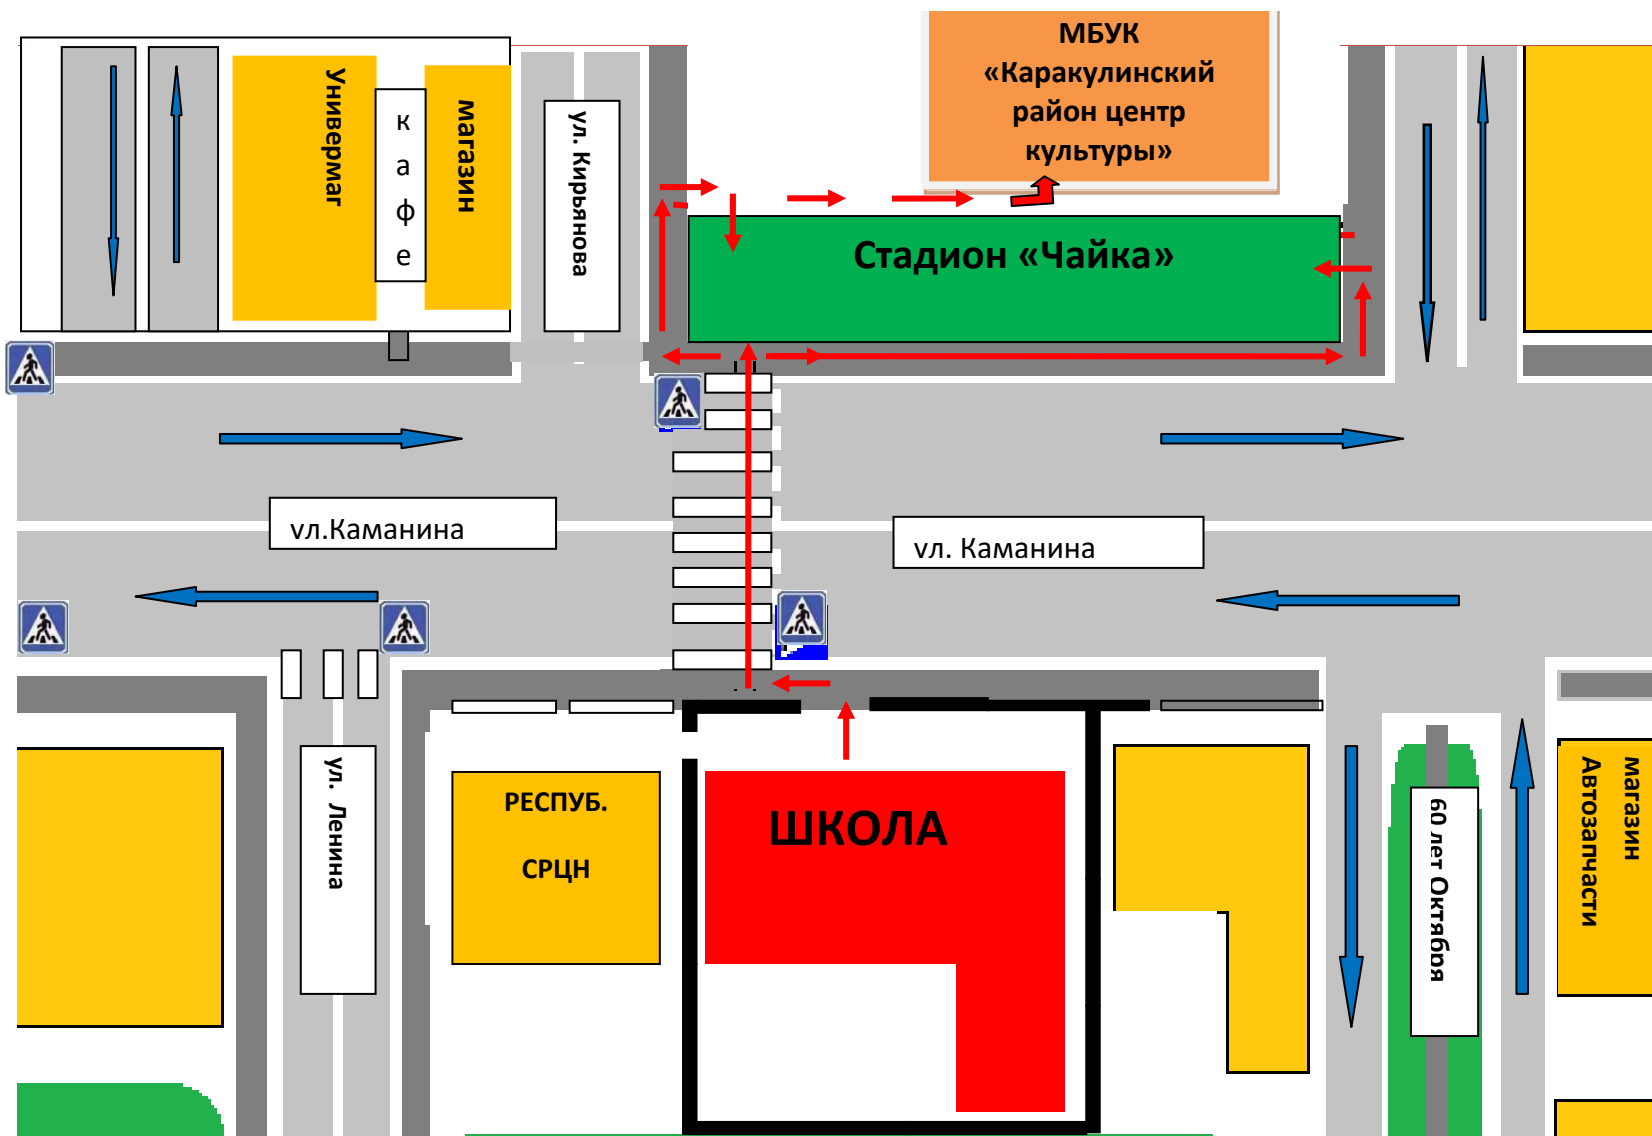 МБУК
«Каракулинский
район центр
культуры»
Универмаг
кафе
магазин
ул. Кирьянова
Стадион «Чайка»
ул.Каманина
ул. Каманина
ул. Ленина
РЕСПУБ.
СРЦН
ШКОЛА
60 лет Октября
магазин
Автозапчасти